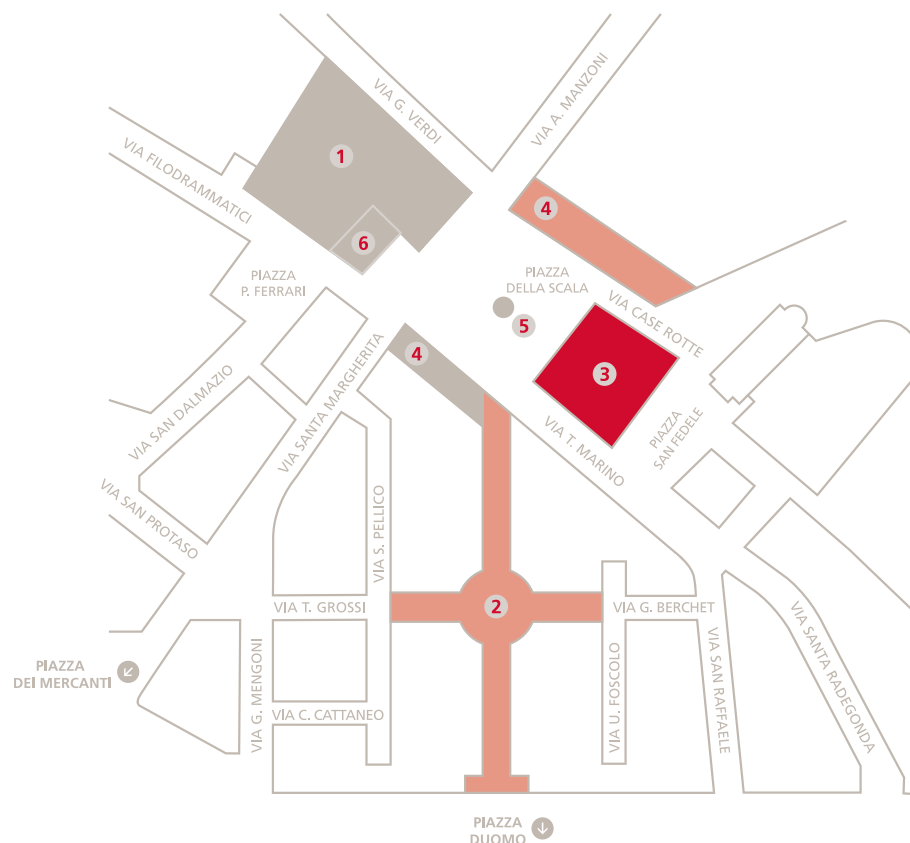 VIA G. VERDI
VIA A. MANZONI
VIA FILODRAMMATICI
1
4
6
PIAZZA
P. FERRARI
PIAZZA
DELLA SCALA
5
VIA CASE ROTTE
4
3
VIA SANTA MARGHERITA
VIA SAN DALMAZIO
VIA T. MARINO
PIAZZA
SAN FEDELE
VIA SAN PROTASO
VIA S. PELLICO
2
VIA T. GROSSI
VIA G. BERCHET
VIA G. MENGONI
VIA U. FOSCOLO
VIA SAN RAFFAELE
VIA SANTA RADEGONDA
PIAZZA
DEI MERCANTI
VIA C. CATTANEO
PIAZZA
DUOMO